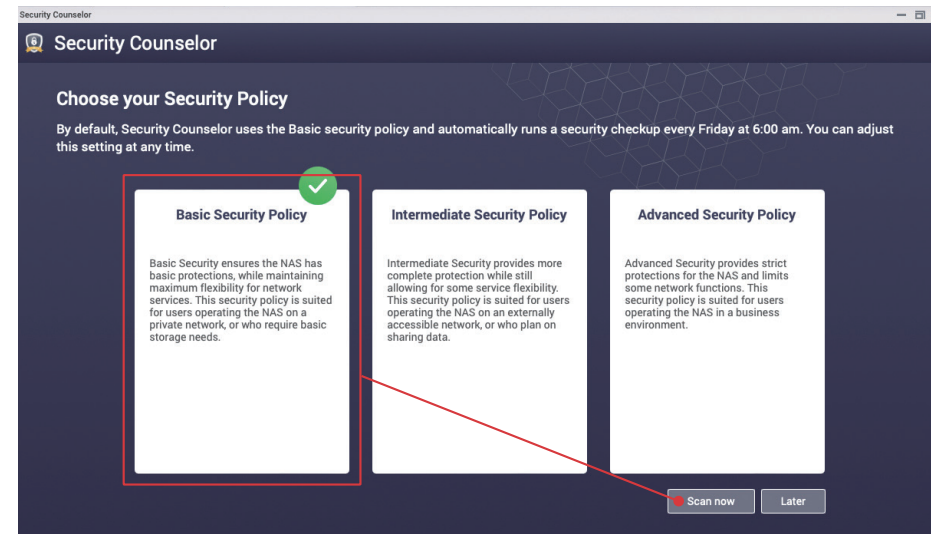 Security Counselor
Security Counselor
Choose your Security Policy
By default, Security Counselor uses the Basic security policy and automatically runs a security checkup every Friday at 6:00 am. You can adjust
this setting at any time.
Basic Security Policy
Basic Security ensures the NAS has
basic protections, while maintaining
maximum flexibility for network
services. This security policy is suited
for users operating the NAS on a
private network, or who require basic
storage needs.
Intermediate Security Policy
Intermediate Security provides more
complete protection while still
allowing for some service flexibility.
This security policy is suited for users
operating the NAS on an externally
accessible network, or who plan on
sharing data.
Advanced Security Policy
Advanced Security provides strict
protections for the NAS and limits
some network functions. This
security policy is suited for users
operating the NAS in a business
environment.
Scan now
Later